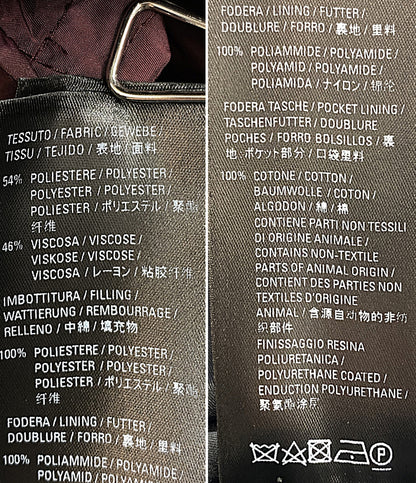 TESSUTO / FABRIC / GEWEBE /
TISSU / TEJIDO / 表地 / 面料
54% POLIESTERE / POLYESTER /
POLYESTER / POLYESTER /
POLIESTER / ポリエステル / 聚酯
纤维
46% VISCOSA / VISCOSE /
VISKOSE / VISCOSE /
VISCOSA / レーヨン / 粘胶纤维
IMBOTTITURA / FILLING /
WATTIERUNG / REMBOURRAGE /
RELLENO / 中綿 / 填充物
100% POLIESTERE / POLYESTER /
POLYESTER / POLYESTER /
POLIESTER / ポリエステル / 聚酯
纤维
FODERA / LINING / FUTTER /
DOUBLURE / FORRO / 裏地 / 里料
100% POLIAMMIDE / POLYAMIDE /
POLYAMID / POLYAMIDE /
FODERA / LINING / FUTTER /
DOUBLURE / FORRO / 裏地 / 里料
100% POLIAMMIDE / POLYAMIDE /
POLYAMID / POLYAMIDE /
POLIAMIDA / ナイロン / 锦纶
FODERA TASCHE / POCKET LINING /
TASCHENFUTTER / DOUBLURE
POCHES / FORRO BOLSILLOS / 裏
地・ポケット部分 / 口袋里料
100% COTONE / COTTON /
BAUMWOLLE / COTON /
ALGODON / 綿 / 棉
CONTIENE PARTI NON TESSILI
DI ORIGINE ANIMALE /
CONTAINS NON-TEXTILE
PARTS OF ANIMAL ORIGIN /
CONTIENT DES PARTIES NON
TEXTILES D'ORIGINE
ANIMAL / 含源自动物的非纺
织部件
FINISSAGGIO RESINA
POLIURETANICA /
POLYURETHANE COATED /
ENDUCTION POLYURETHANE /
聚氨酯涂层
P